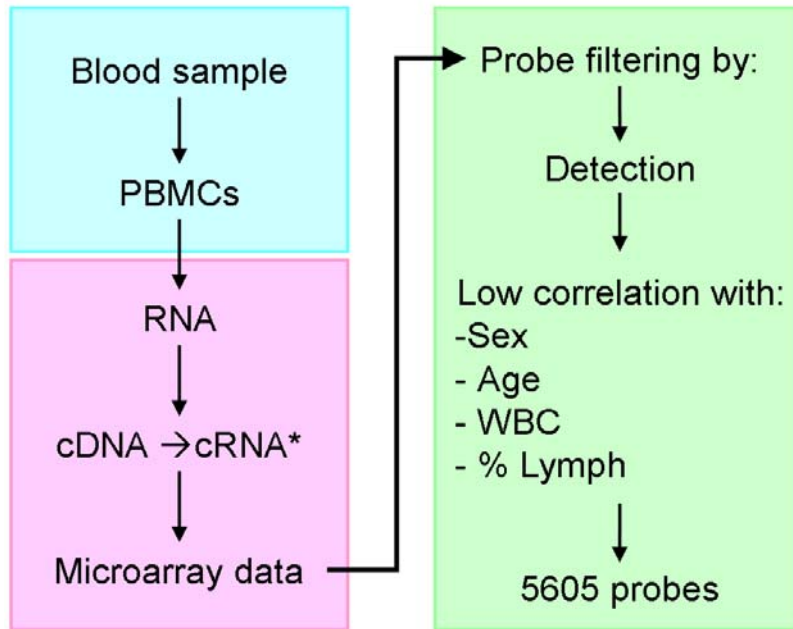 Blood sample
PBMCs
RNA
cDNA →cRNA*
Microarray data
Probe filtering by:
Detection
Low correlation with:
-Sex
- Age
- WBC
- % Lymph
5605 probes